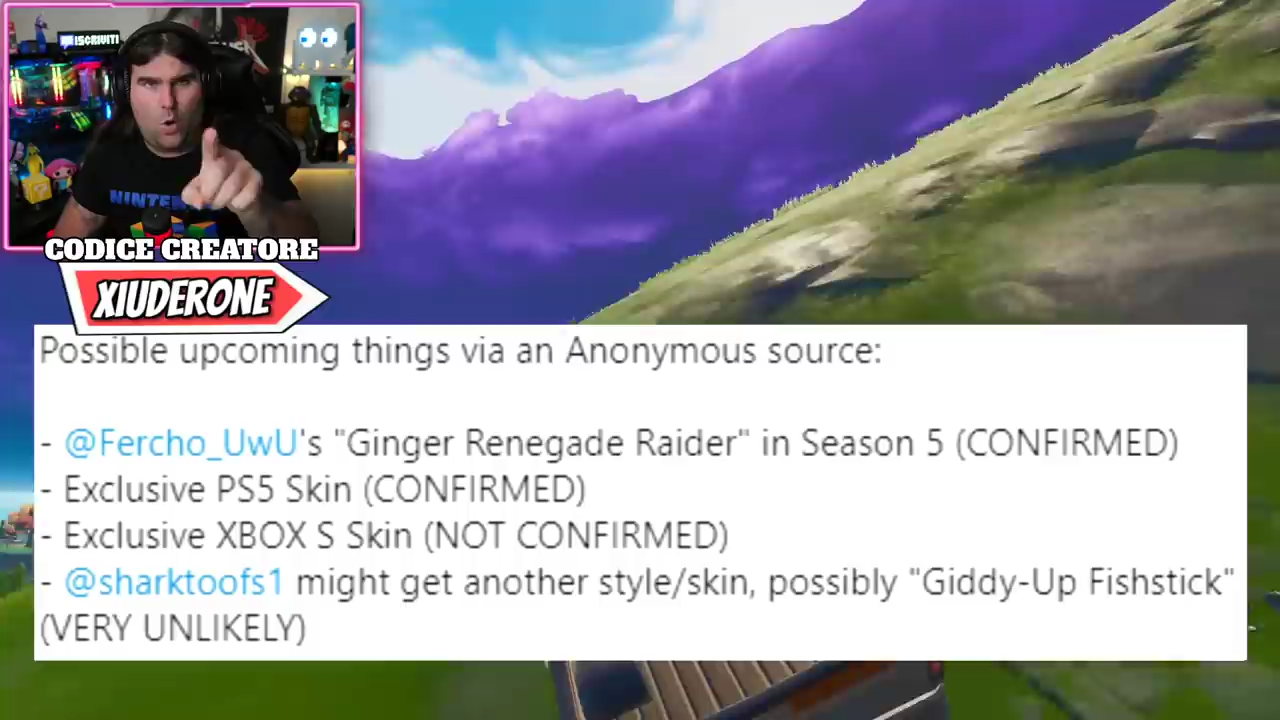 ISCRIVITI
CODICE CREATORE
XIUDERONE
Possible upcoming things via an Anonymous source:
- @Fercho_UwU's "Ginger Renegade Raider" in Season 5 (CONFIRMED)
- Exclusive PS5 Skin (CONFIRMED)
- Exclusive XBOX S Skin (NOT CONFIRMED)
- @sharktoofs1 might get another style/skin, possibly "Giddy-Up Fishstick"
(VERY UNLIKELY)